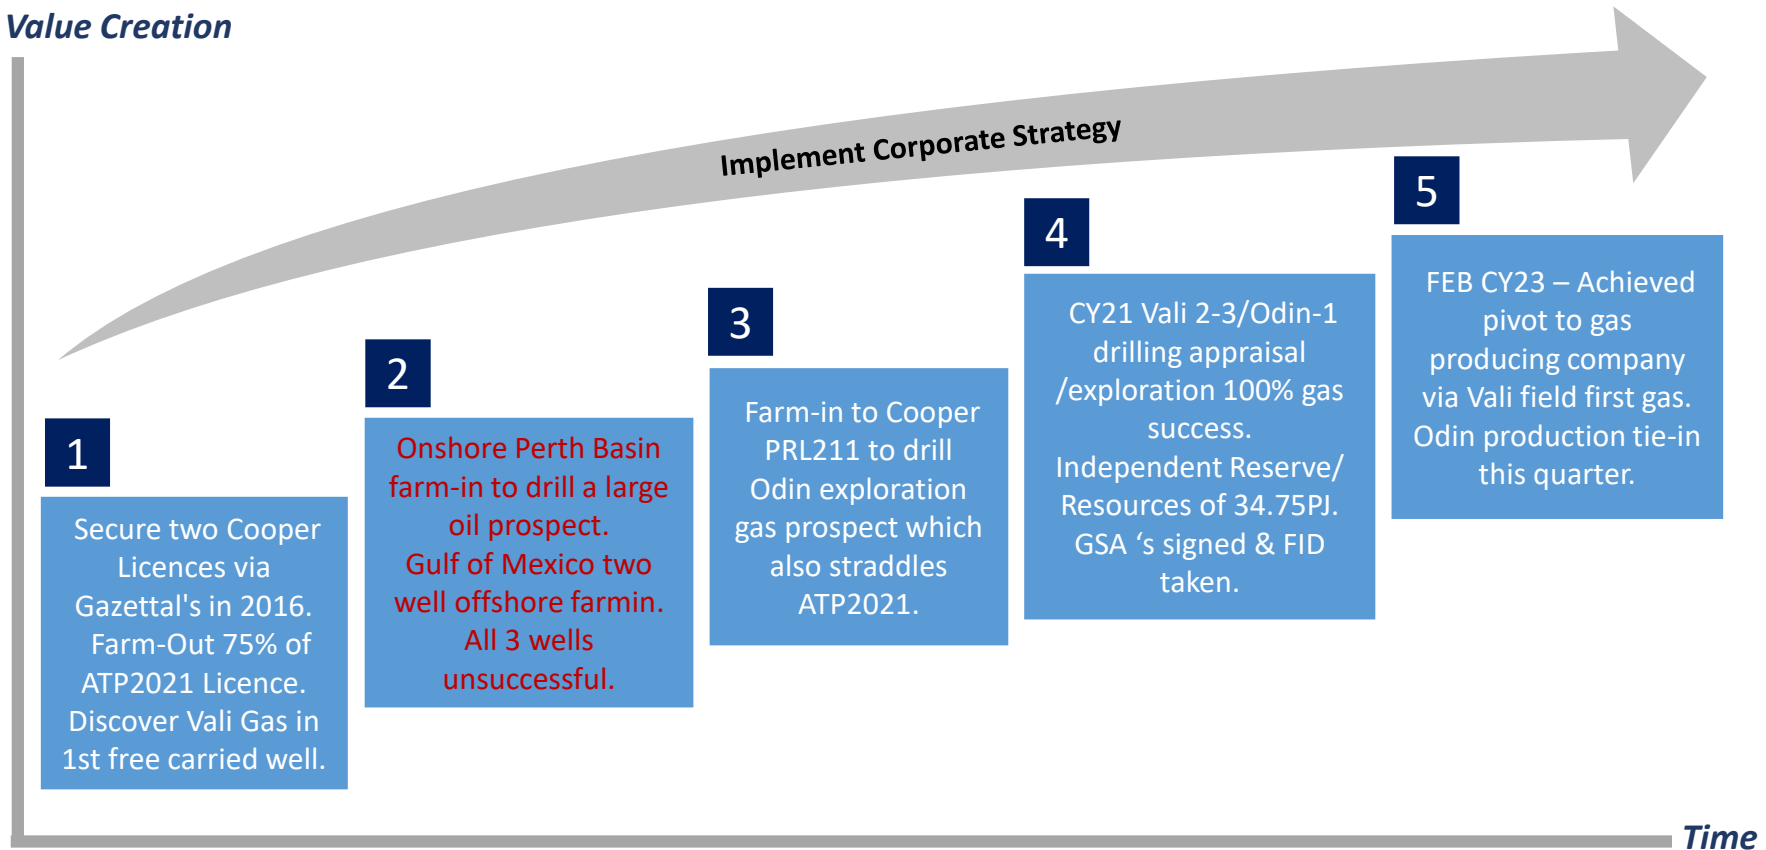 Value Creation
Implement Corporate Strategy
1
Secure two Cooper
Licences via
Gazettal's in 2016.
Farm-Out 75% of
ATP2021 Licence.
Discover Vali Gas in
1st free carried well.
2
Onshore Perth Basin
farm-in to drill a large
oil prospect.
Gulf of Mexico two
well offshore farmin.
All 3 wells
unsuccessful.
3
Farm-in to Cooper
PRL211 to drill
Odin exploration
gas prospect which
also straddles
ATP2021.
4
CY21 Vali 2-3/Odin-1
drilling appraisal
/exploration 100% gas
success.
Independent Reserve/
Resources of 34.75PJ.
GSA ‘s signed & FID
taken.
5
FEB CY23 – Achieved
pivot to gas
producing company
via Vali field first gas.
Odin production tie-in
this quarter.
Time